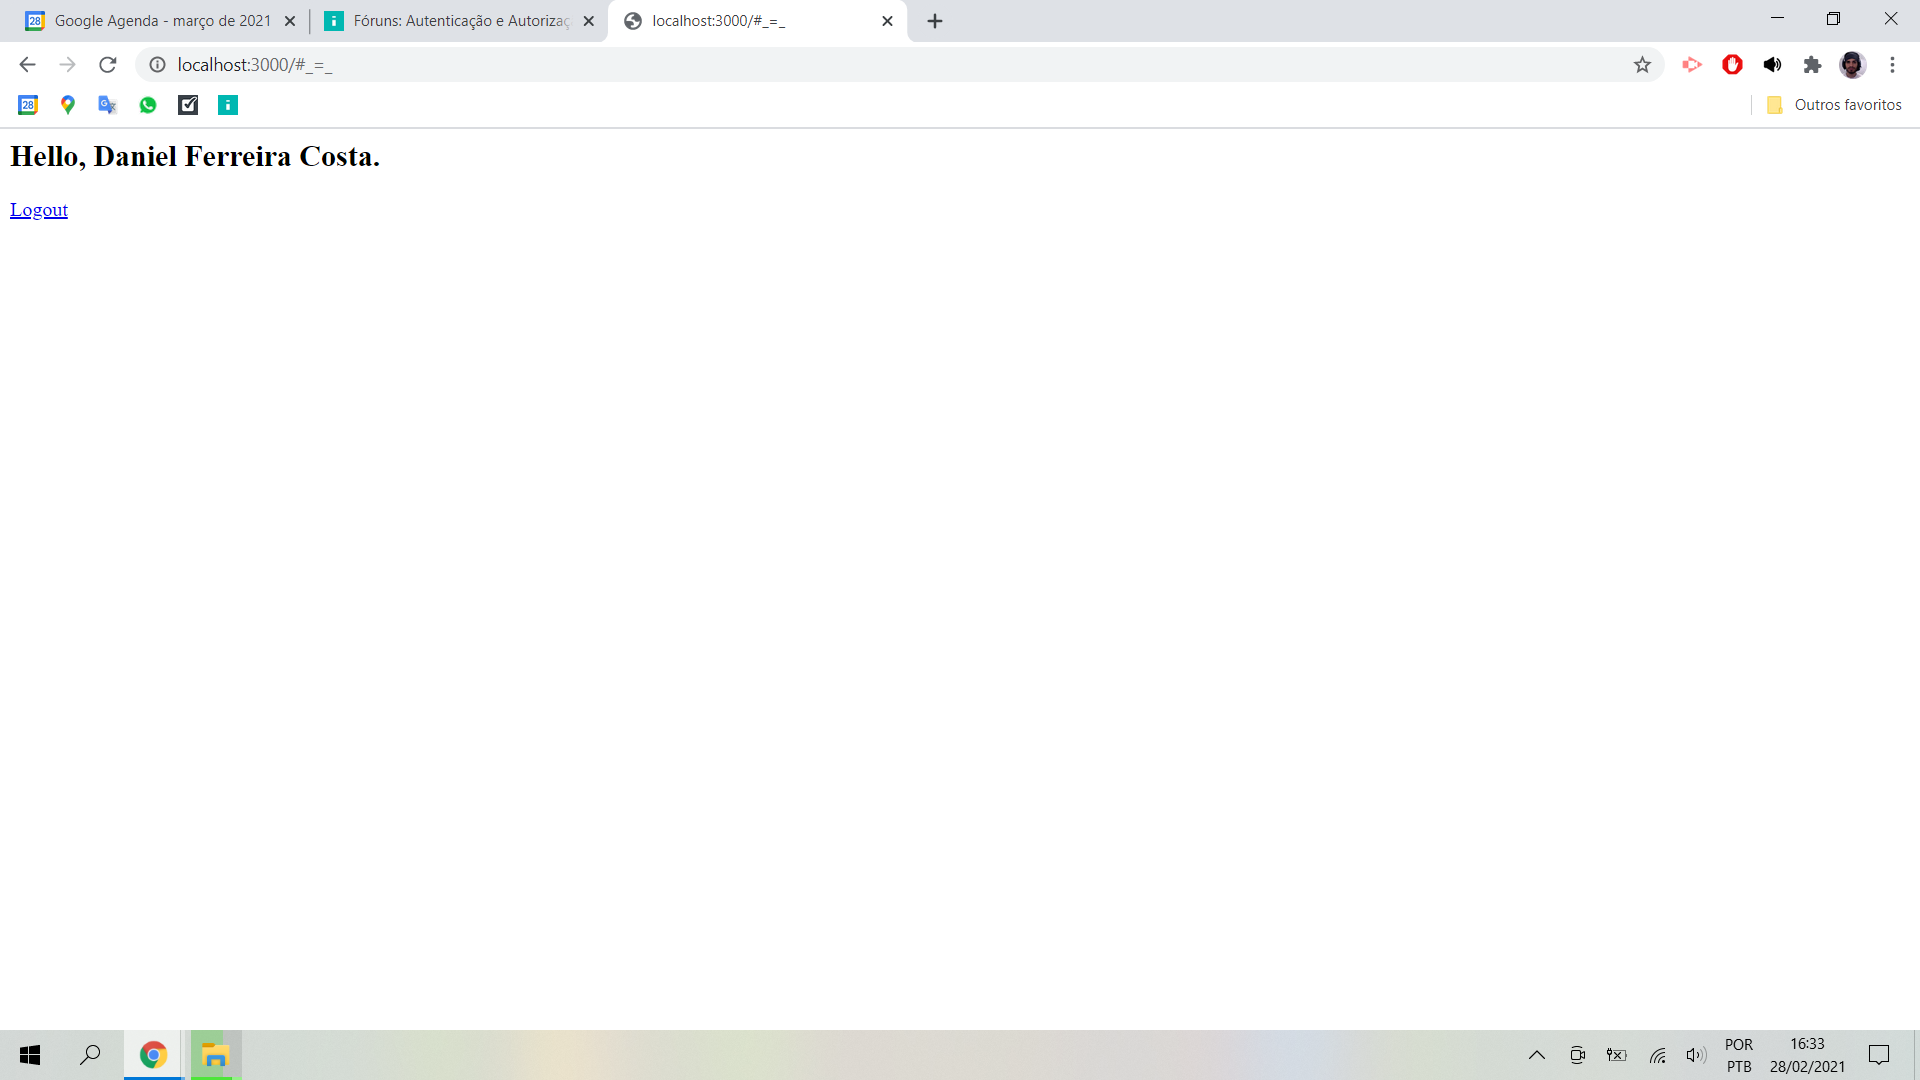 Google Agenda - março de 2021
Fóruns: Autenticação e Autorizaç
localhost:3000/#_=_
localhost:3000/#_=_
28
Outros favoritos
Hello, Daniel Ferreira Costa.
Logout
POR
PTB
16:33
28/02/2021